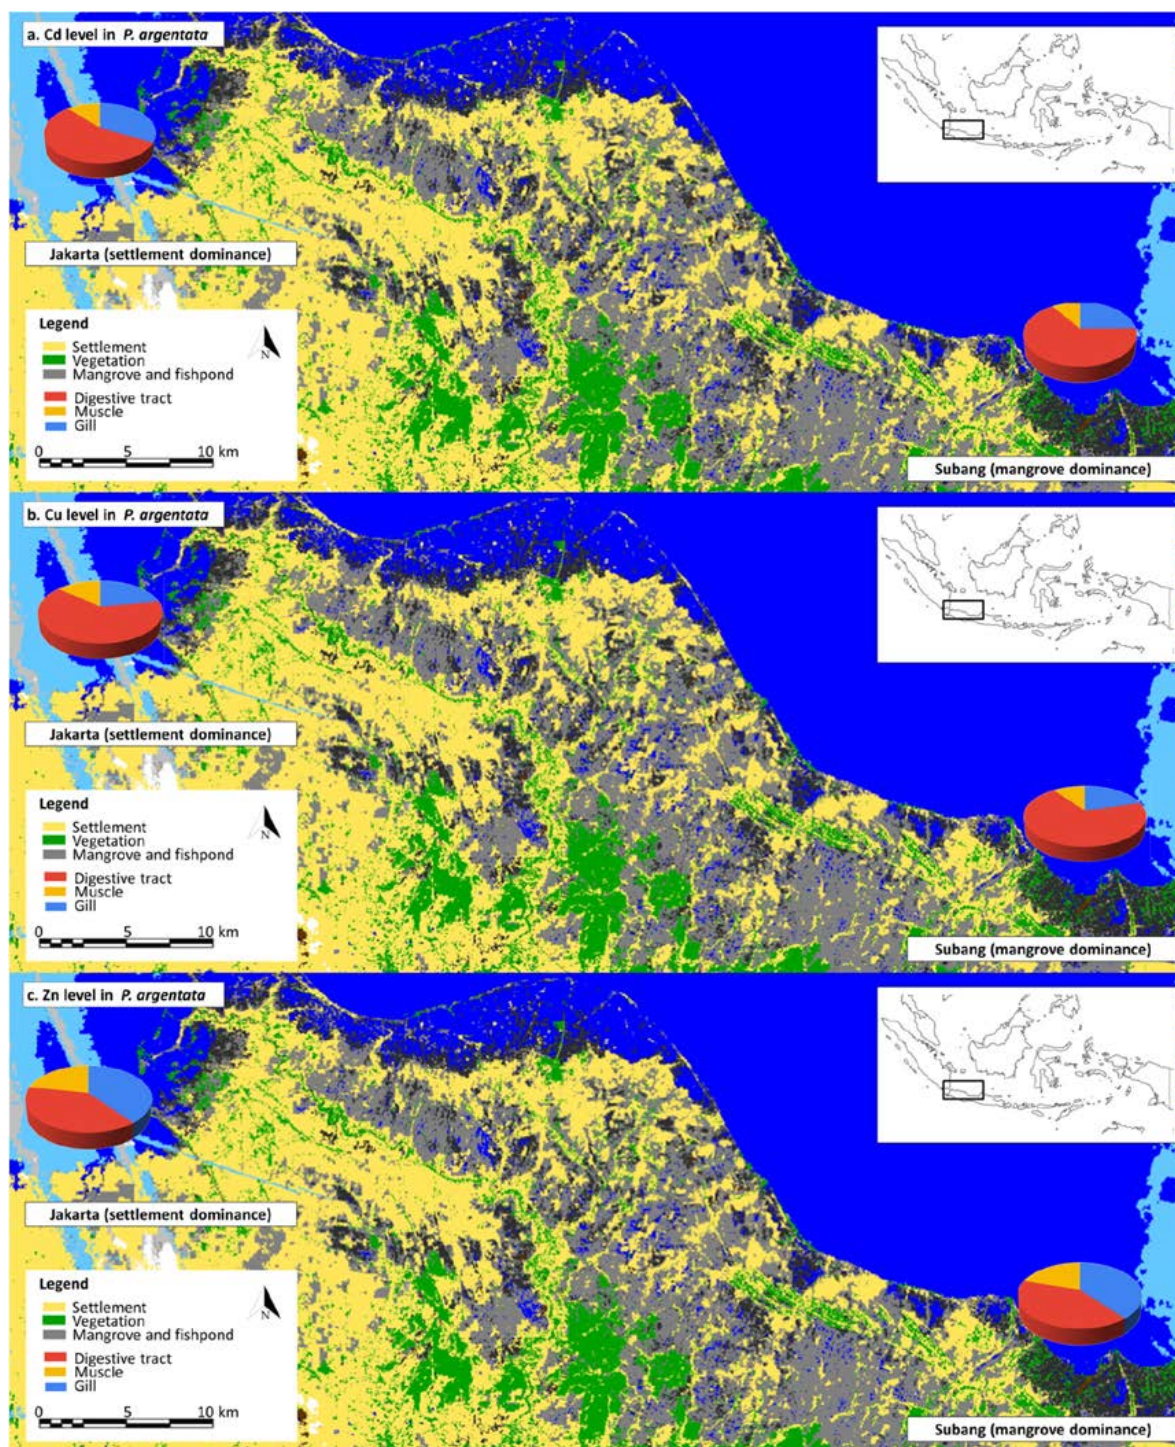 a. Cd level in P. argentata
Jakarta (settlement dominance)
Legend
Settlement
Vegetation
Mangrove and fishpond
Digestive tract
Muscle
Gill
N
0 5 10 km
Subang (mangrove dominance)
b. Cu level in P. argentata
Jakarta (settlement dominance)
Legend
Settlement
Vegetation
Mangrove and fishpond
Digestive tract
Muscle
Gill
N
0 5 10 km
Subang (mangrove dominance)
c. Zn level in P. argentata
Jakarta (settlement dominance)
Legend
Settlement
Vegetation
Mangrove and fishpond
Digestive tract
Muscle
Gill
N
0 5 10 km
Subang (mangrove dominance)